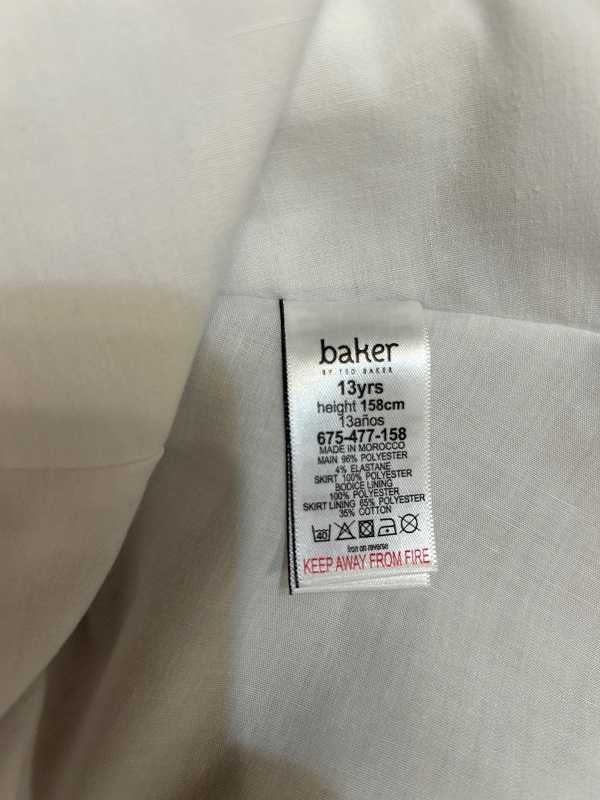 baker
BY TED BAKER
13yrs
height 158cm
13años
675-477-158
MADE IN MOROCCO
MAIN 96% POLYESTER
4% ELASTANE
SKIRT 100% POLYESTER
BODICE LINING
100% POLYESTER
SKIRT LINING 65% POLYESTER
35% COTTON
40
Iron on reverse
KEEP AWAY FROM FIRE